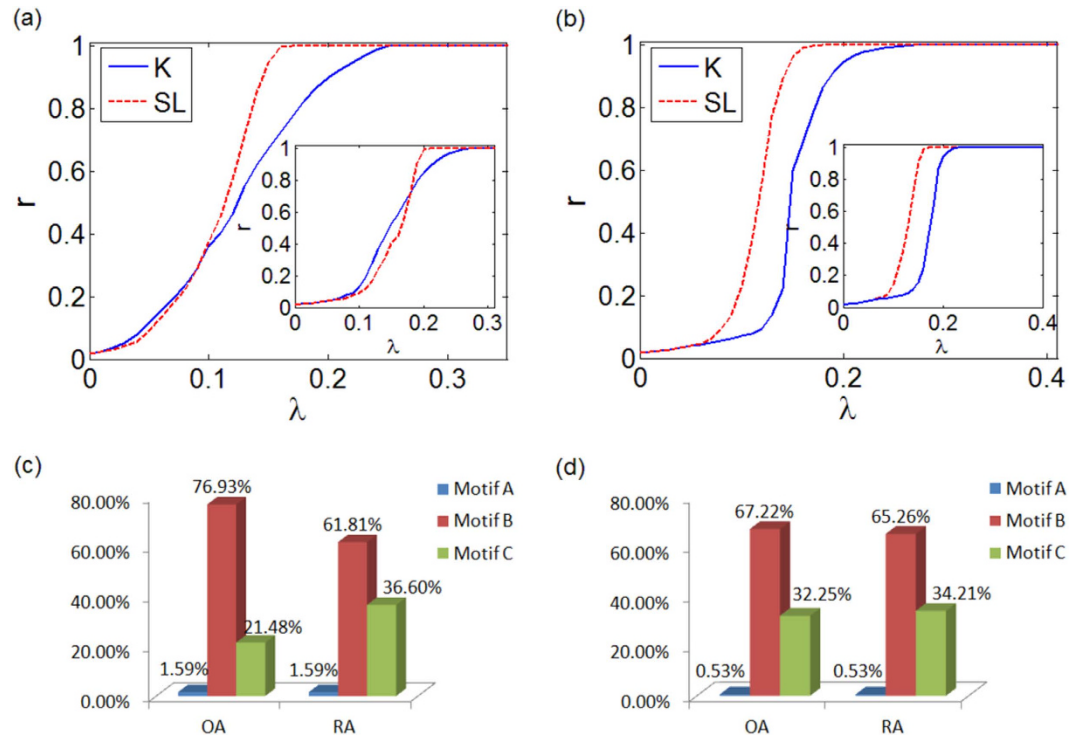 (a)
K
SL
r
1
0.8
0.6
0.4
0.2
0
0 0.1 0.2 0.3
λ
r
1
0.8
0.6
0.4
0.2
0
0 0.1 0.2 0.3
λ
(b)
K
SL
r
1
0.8
0.6
0.4
0.2
0
0 0.2 0.4
λ
r
1
0.8
0.6
0.4
0.2
0
0 0.2 0.4
λ
(c)
80.00%
60.00%
40.00%
20.00%
0.00%
1.59% 76.93% 21.48%
1.59% 61.81% 36.60%
OA RA
Motif A
Motif B
Motif C
(d)
80.00%
60.00%
40.00%
20.00%
0.00%
0.53% 67.22% 32.25%
0.53% 65.26% 34.21%
OA RA
Motif A
Motif B
Motif C